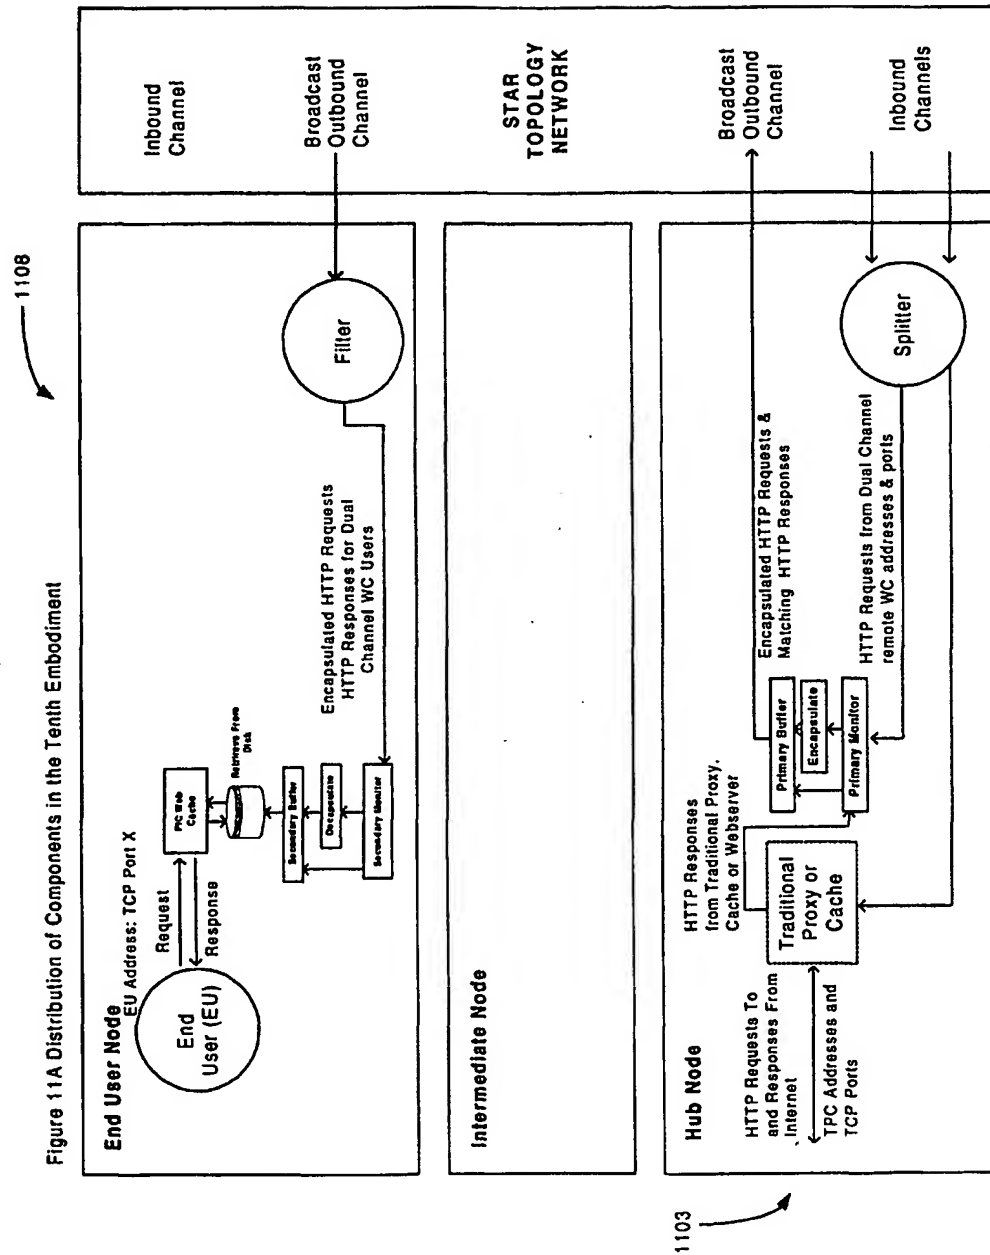 Figure 11A Distribution of Components in the Tenth Embodiment
1108
End User Node
EU Address: TCP Port X
End
User (EU)
Request
Response
PIC Web
Cache
Retrieve From
Disk
Secondary Buffer
Decapsulate
Secondary Monitor
Encapsulated HTTP Requests
HTTP Responses for Dual
Channel WC Users
Filter
Inbound
Channel
Broadcast
Outbound
Channel
Intermediate Node
STAR
TOPOLOGY
NETWORK
1103
Hub Node
HTTP Requests To
and Responses From
Internet
TPC Addresses and
TCP Ports
HTTP Responses
from Traditional Proxy,
Cache or Webserver
Traditional
Proxy or
Cache
Primary Buffer
Encapsulate
Primary Monitor
Encapsulated HTTP Requests &
Matching HTTP Responses
HTTP Requests from Dual Channel
remote WC addresses & ports
Splitter
Broadcast
Outbound
Channel
Inbound
Channels